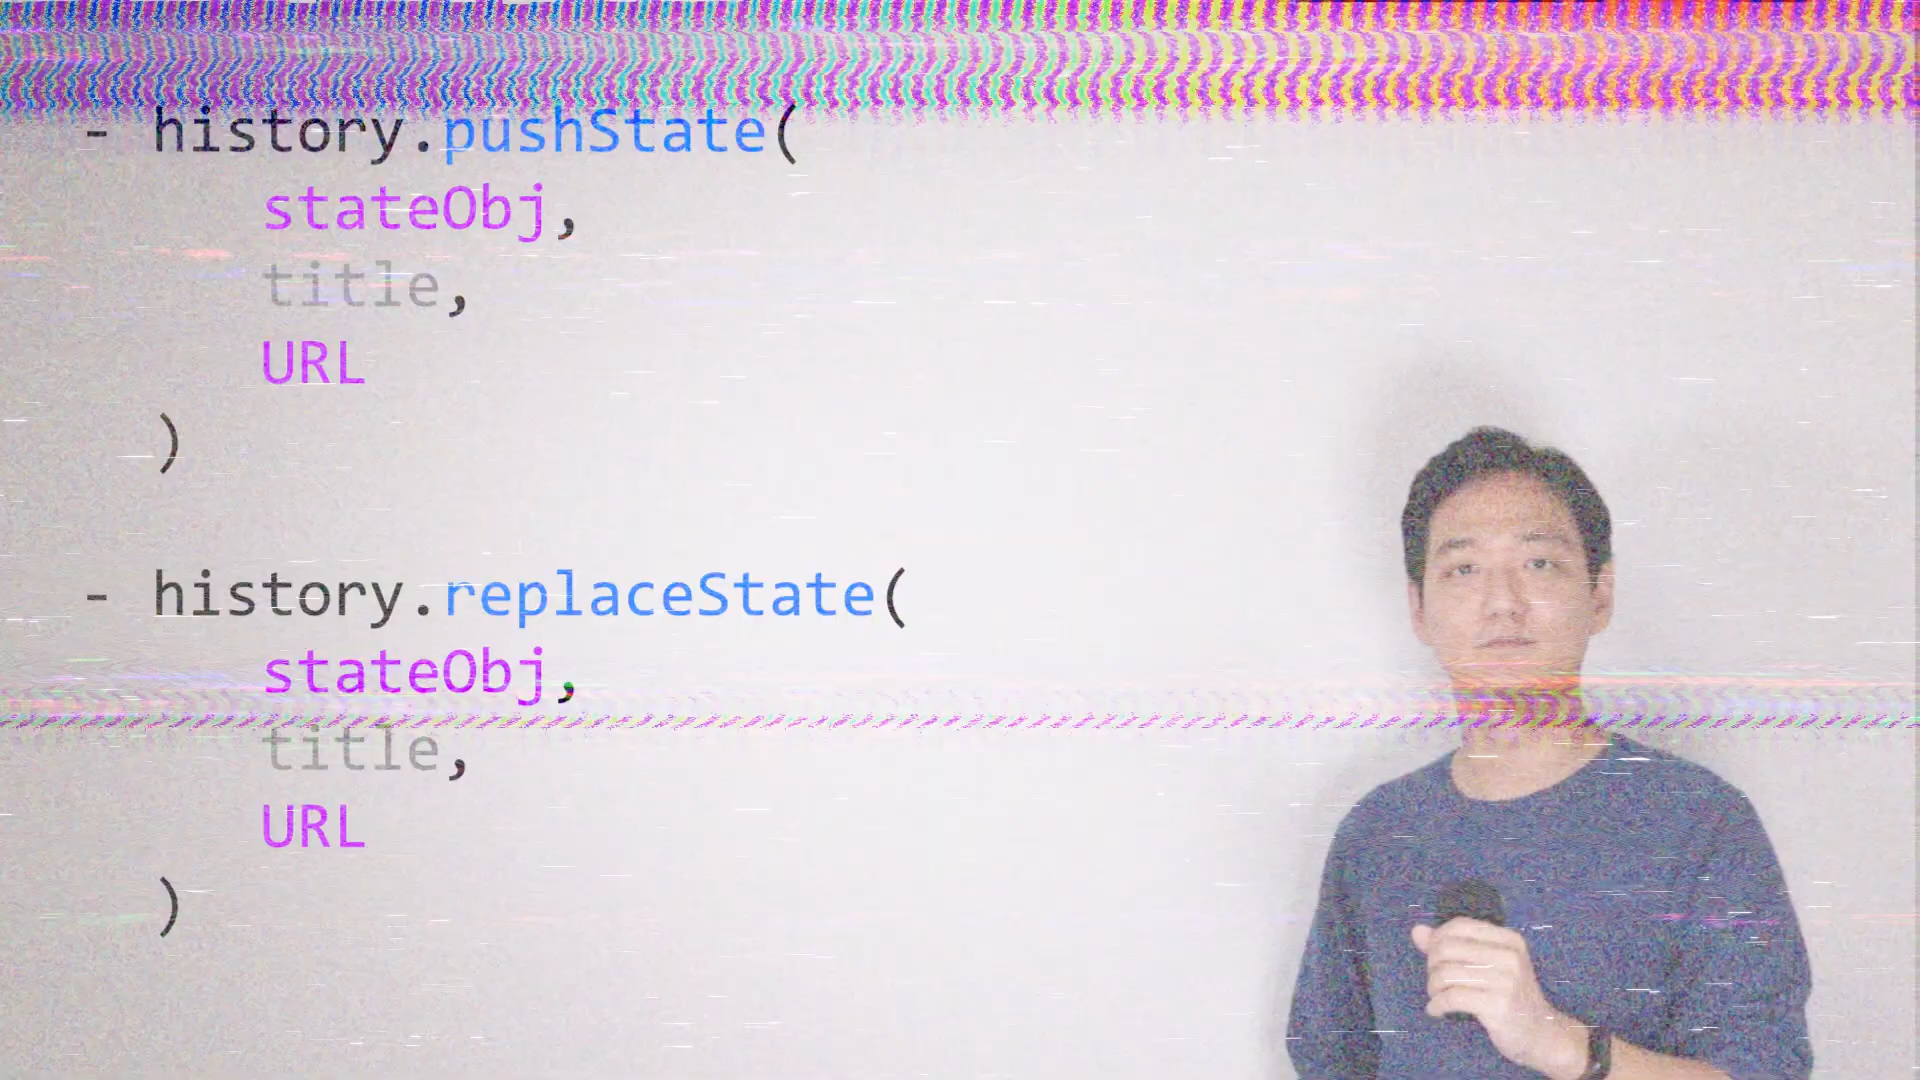 - history.pushState(
stateObj,
title,
URL
)
- history.replaceState(
stateObj,
title,
URL
)